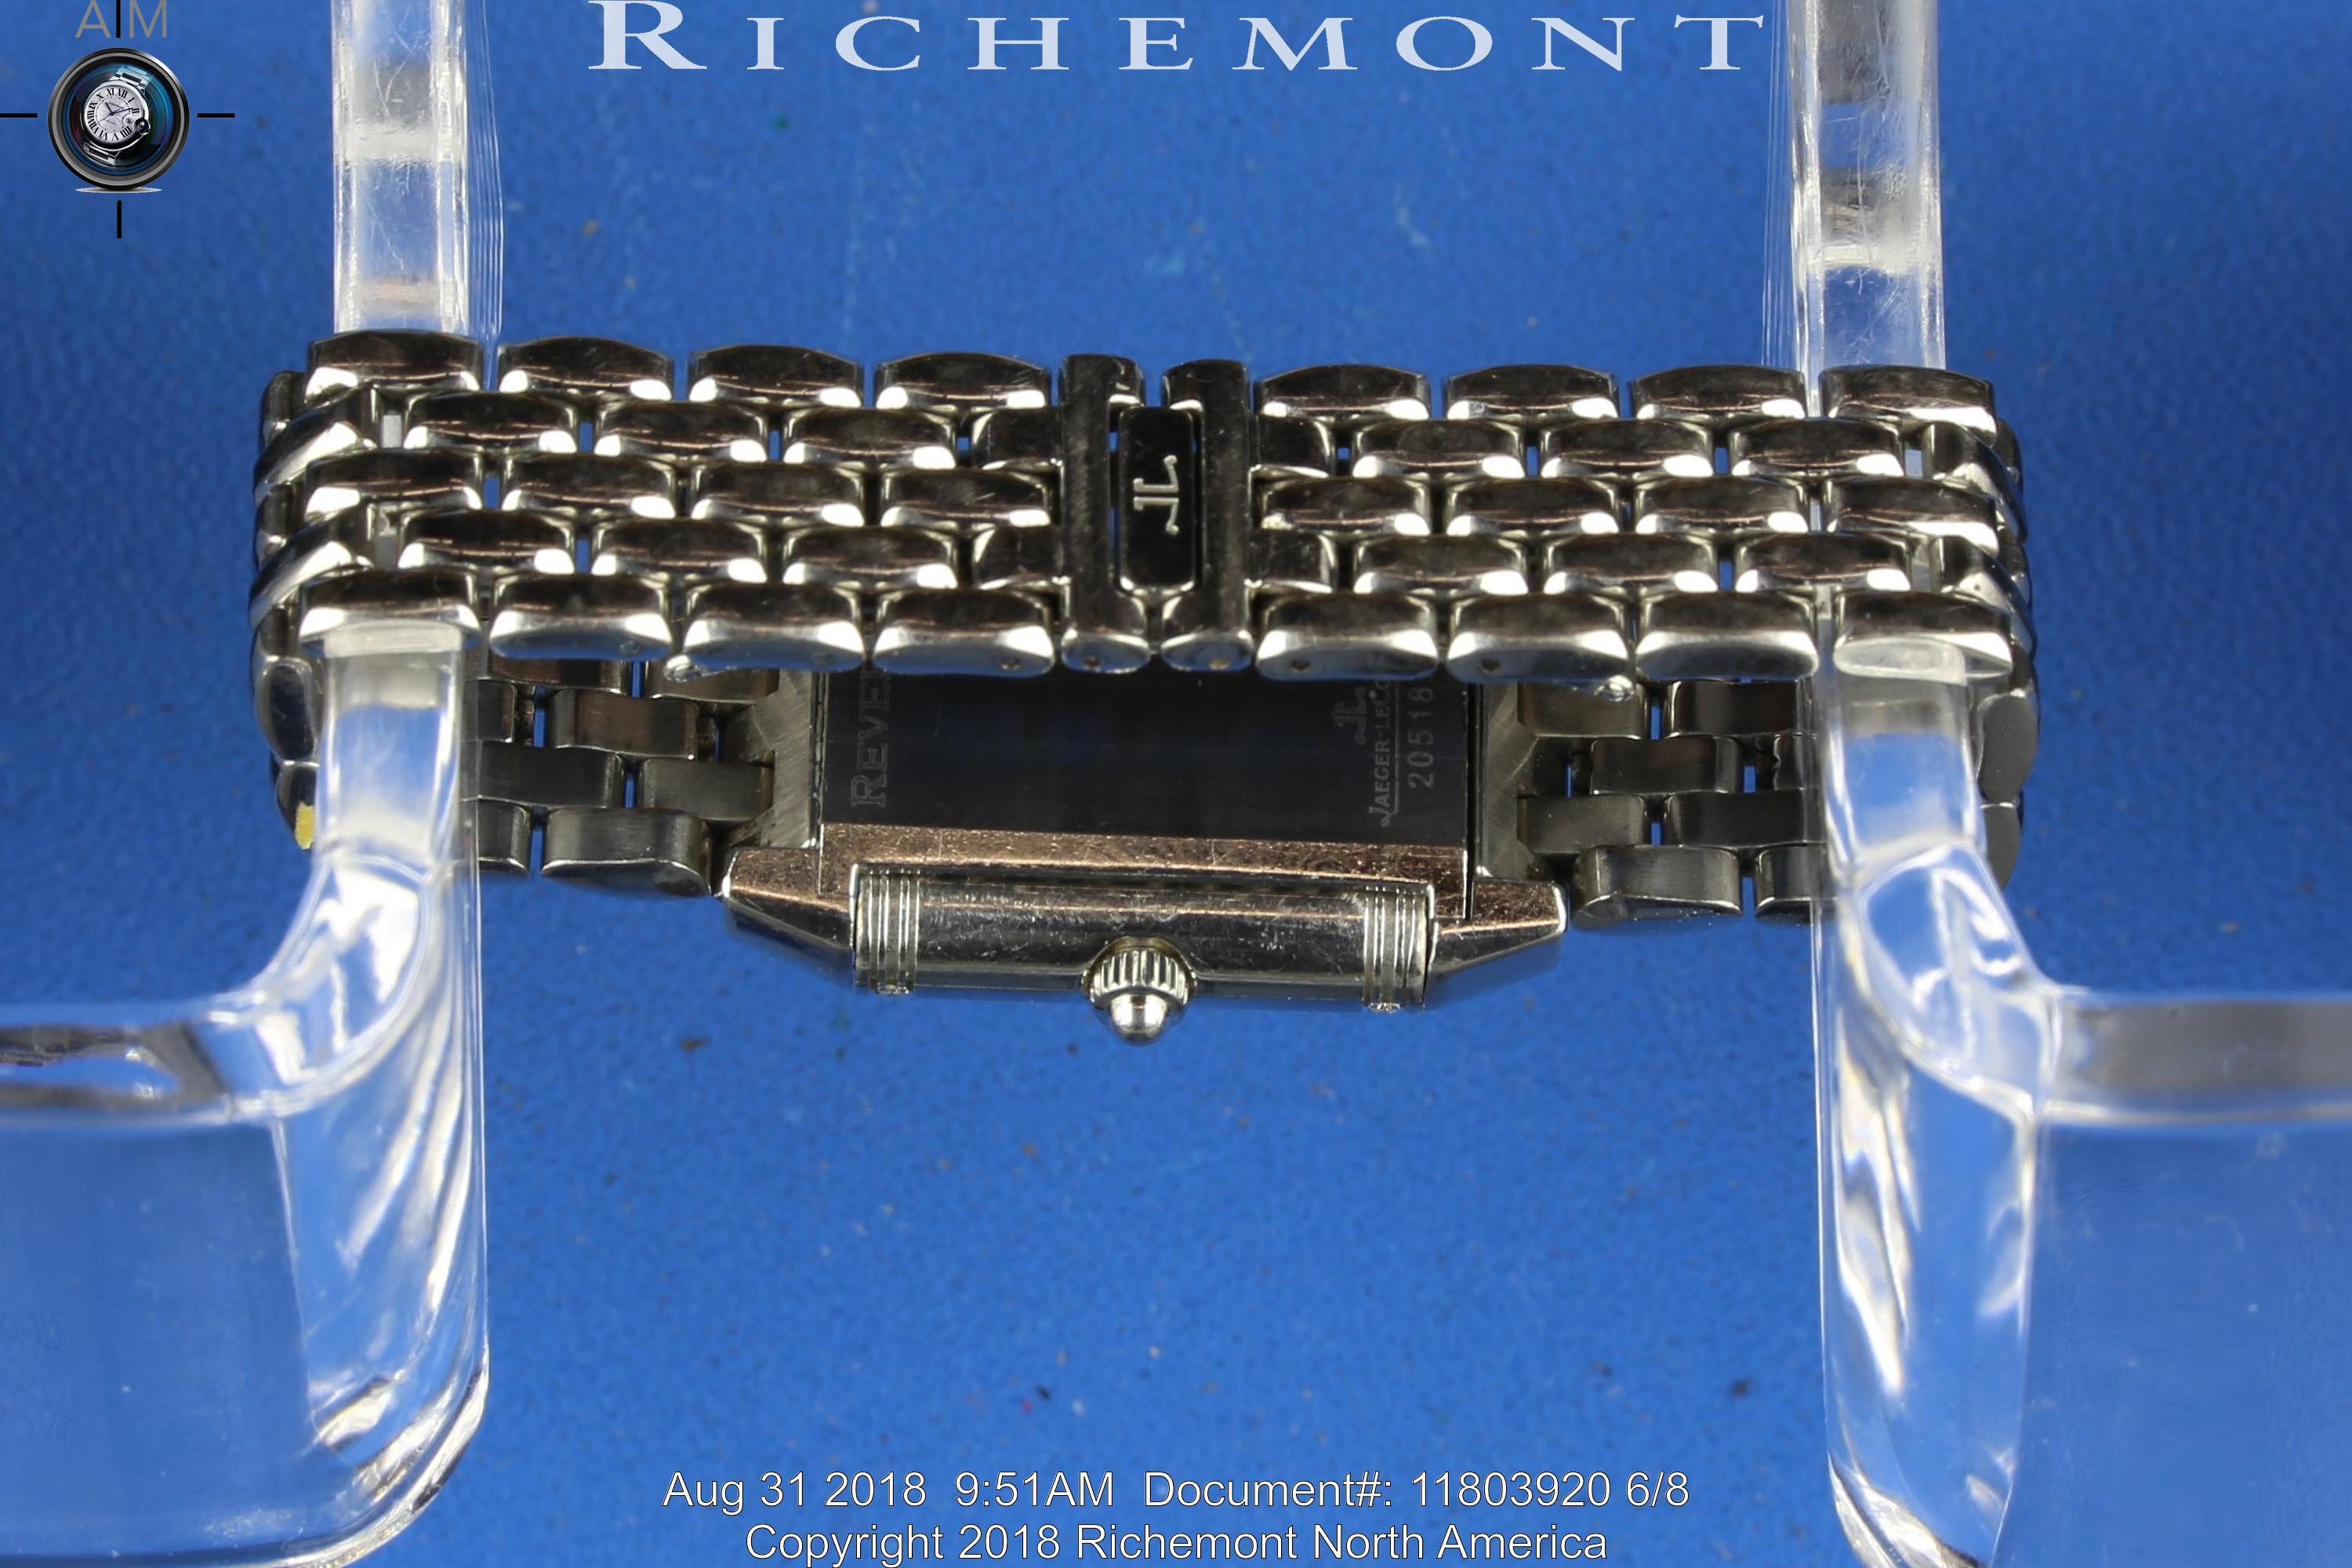 A|M
RICHEMONT
REVE
JAEGER-LEC
20518
Aug 31 2018 9:51AM Document#: 11803920 6/8
Copyright 2018 Richemont North America